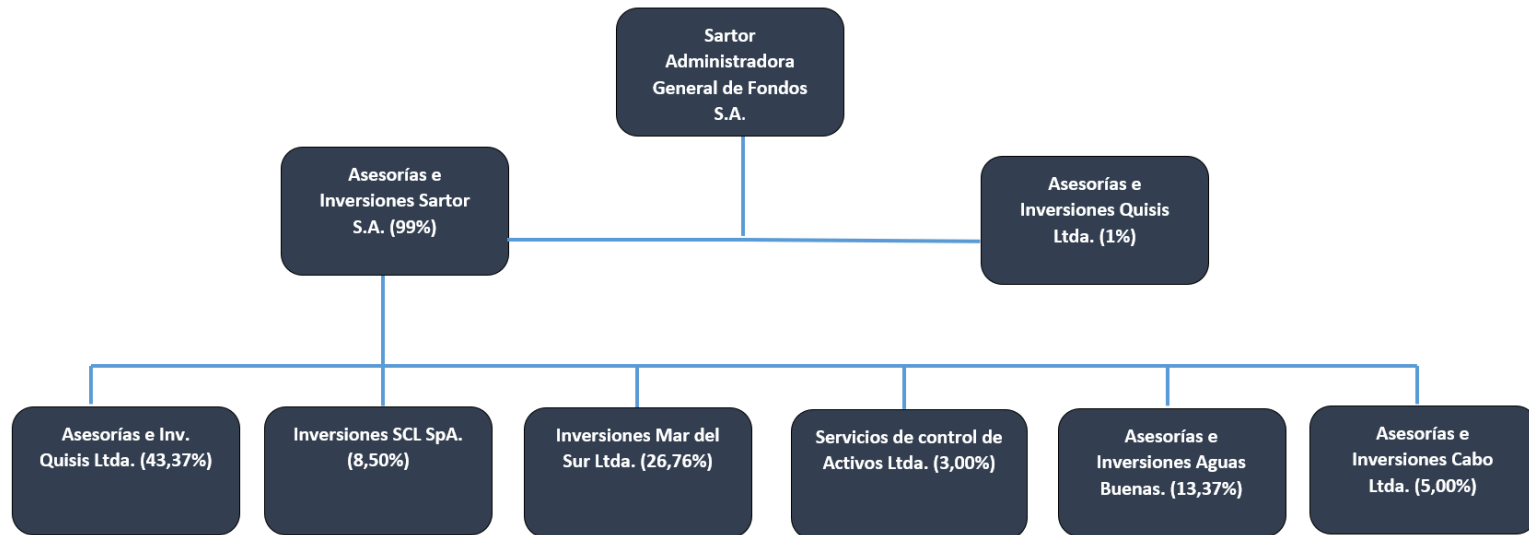 Sartor
Administradora
General de Fondos
S.A.
Asesorías e
Inversiones Sartor
S.A. (99%)
Asesorías e
Inversiones Quisis
Ltda. (1%)
Asesorías e Inv.
Quisis Ltda. (43,37%)
Inversiones SCL SpA.
(8,50%)
Inversiones Mar del
Sur Ltda. (26,76%)
Servicios de control de
Activos Ltda. (3,00%)
Asesorías e
Inversiones Aguas
Buenas. (13,37%)
Asesorías e
Inversiones Cabo
Ltda. (5,00%)